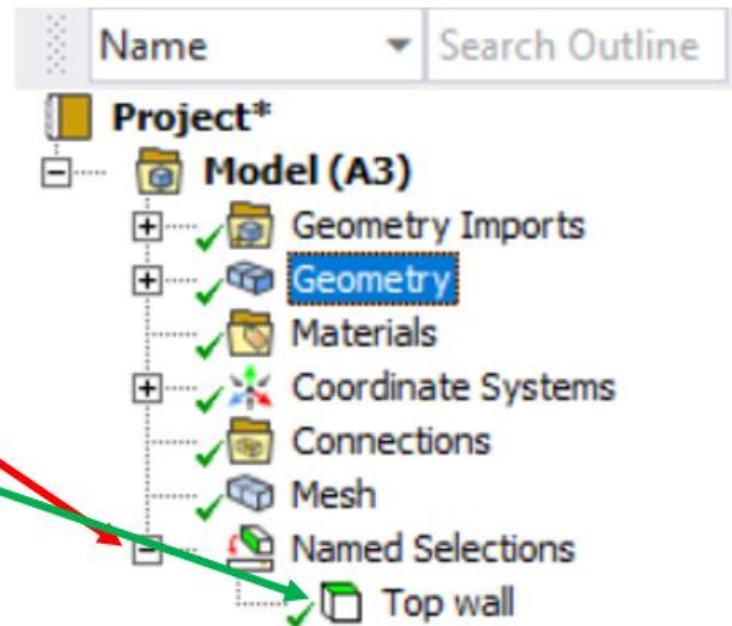 Name Search Outline
Project*
Model (A3)
Geometry Imports
Geometry
Materials
Coordinate Systems
Connections
Mesh
Named Selections
Top wall